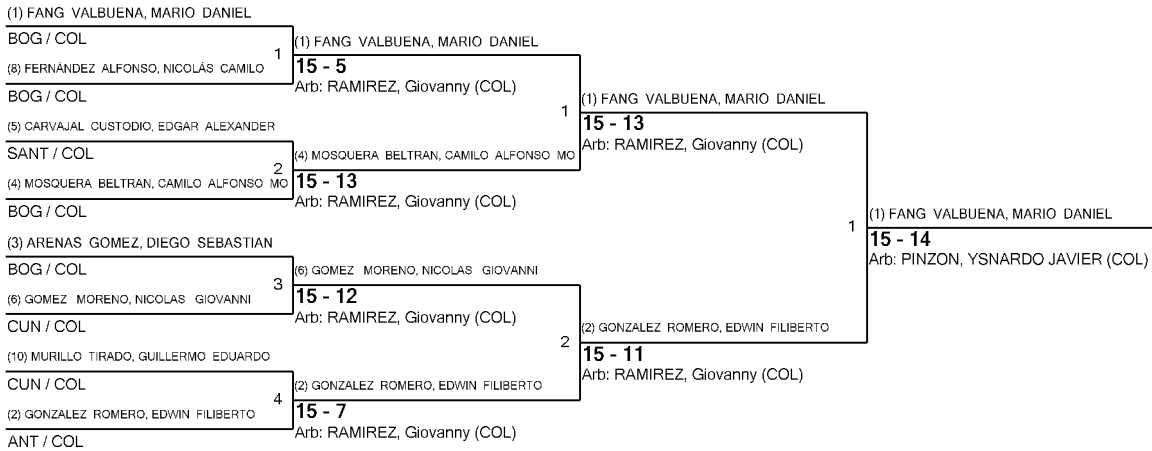 (1) FANG VALBUENA, MARIO DANIEL
BOG / COL
1
(8) FERNÁNDEZ ALFONSO, NICOLÁS CAMILO
BOG / COL
(5) CARVAJAL CUSTODIO, EDGAR ALEXANDER
SANT / COL
2
(4) MOSQUERA BELTRAN, CAMILO ALFONSO MO
BOG / COL
(3) ARENAS GOMEZ, DIEGO SEBASTIAN
BOG / COL
3
(6) GOMEZ MORENO, NICOLAS GIOVANNI
CUN / COL
(10) MURILLO TIRADO, GUILLERMO EDUARDO
CUN / COL
4
(2) GONZALEZ ROMERO, EDWIN FILIBERTO
ANT / COL
(1) FANG VALBUENA, MARIO DANIEL
15 - 5
Arb: RAMIREZ, Giovanny (COL)
1
(4) MOSQUERA BELTRAN, CAMILO ALFONSO MO
15 - 13
Arb: RAMIREZ, Giovanny (COL)
(6) GOMEZ MORENO, NICOLAS GIOVANNI
15 - 12
Arb: RAMIREZ, Giovanny (COL)
2
(2) GONZALEZ ROMERO, EDWIN FILIBERTO
15 - 7
Arb: RAMIREZ, Giovanny (COL)
(1) FANG VALBUENA, MARIO DANIEL
15 - 13
Arb: RAMIREZ, Giovanny (COL)
1
(2) GONZALEZ ROMERO, EDWIN FILIBERTO
15 - 11
Arb: RAMIREZ, Giovanny (COL)
(1) FANG VALBUENA, MARIO DANIEL
15 - 14
Arb: PINZON, YSNARDO JAVIER (COL)